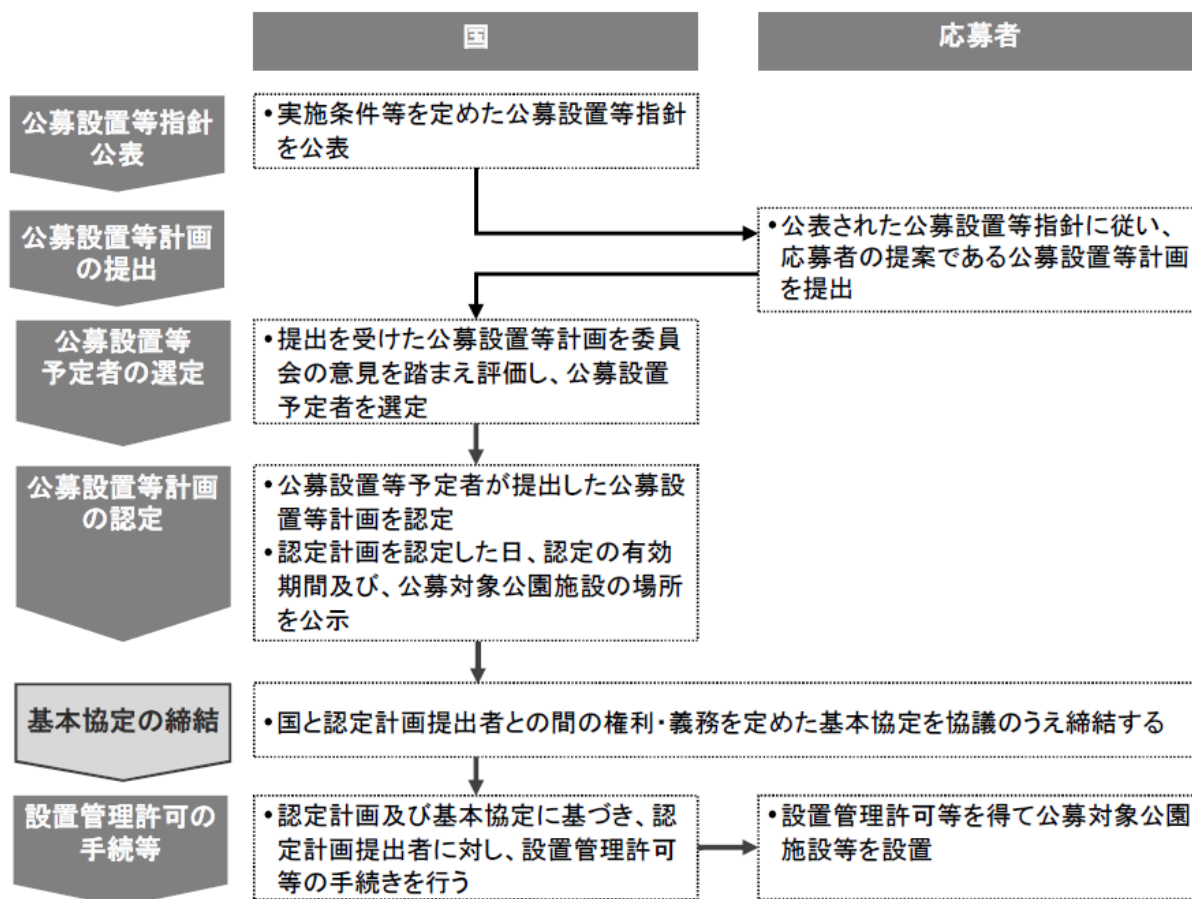 国
応募者
公募設置等指針
公表
•実施条件等を定めた公募設置等指針
を公表
公募設置等計画
の提出
•公表された公募設置等指針に従い、
応募者の提案である公募設置等計画
を提出
公募設置等
予定者の選定
•提出を受けた公募設置等計画を委員
会の意見を踏まえ評価し、公募設置
予定者を選定
公募設置等計画
の認定
•公募設置等予定者が提出した公募設
置等計画を認定
•認定計画を認定した日、認定の有効
期間及び、公募対象公園施設の場所
を公示
基本協定の締結
•国と認定計画提出者との間の権利・義務を定めた基本協定を協議のうえ締結する
設置管理許可の
手続等
•認定計画及び基本協定に基づき、認
定計画提出者に対し、設置管理許可
等の手続きを行う
•設置管理許可等を得て公募対象公園
施設等を設置